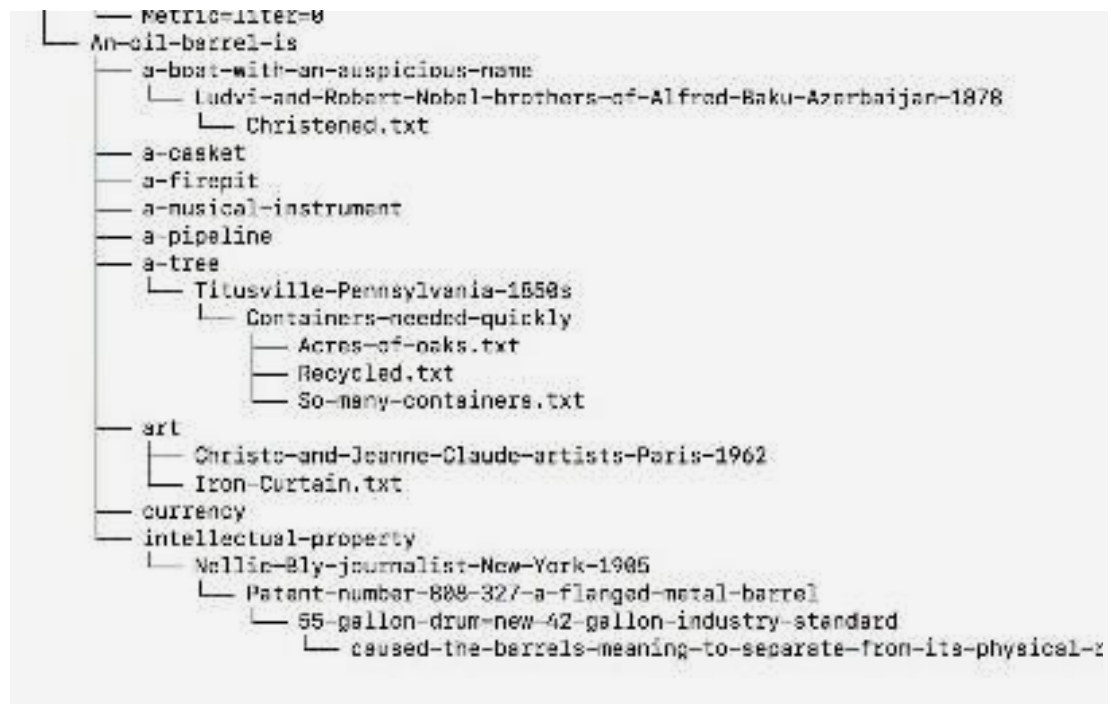 Metric=liter=0
└── An-oil-barrel-is
├── a-boat-with-an-auspicious-name
└── Ludvi-and-Robert-Nobel-brothers-of-Alfred-Baku-Azerbaijan-1878
└── Christened.txt
├── a-casket
├── a-firepit
├── a-musical-instrument
├── a-pipeline
├── a-tree
└── Titusville-Pennsylvania-1850s
└── Containers-needed-quickly
├── Acres-of-oaks.txt
├── Recycled.txt
└── So-many-containers.txt
├── art
├── Christo-and-Jeanne-Claude-artists-Paris-1962
└── Iron-Curtain.txt
├── currency
└── intellectual-property
└── Nellie-Bly-journalist-New-York-1905
└── Patent-number-808-327-a-flanged-metal-barrel
└── 55-gallon-drum-new-42-gallon-industry-standard
└── caused-the-barrels-meaning-to-separate-from-its-physical-r